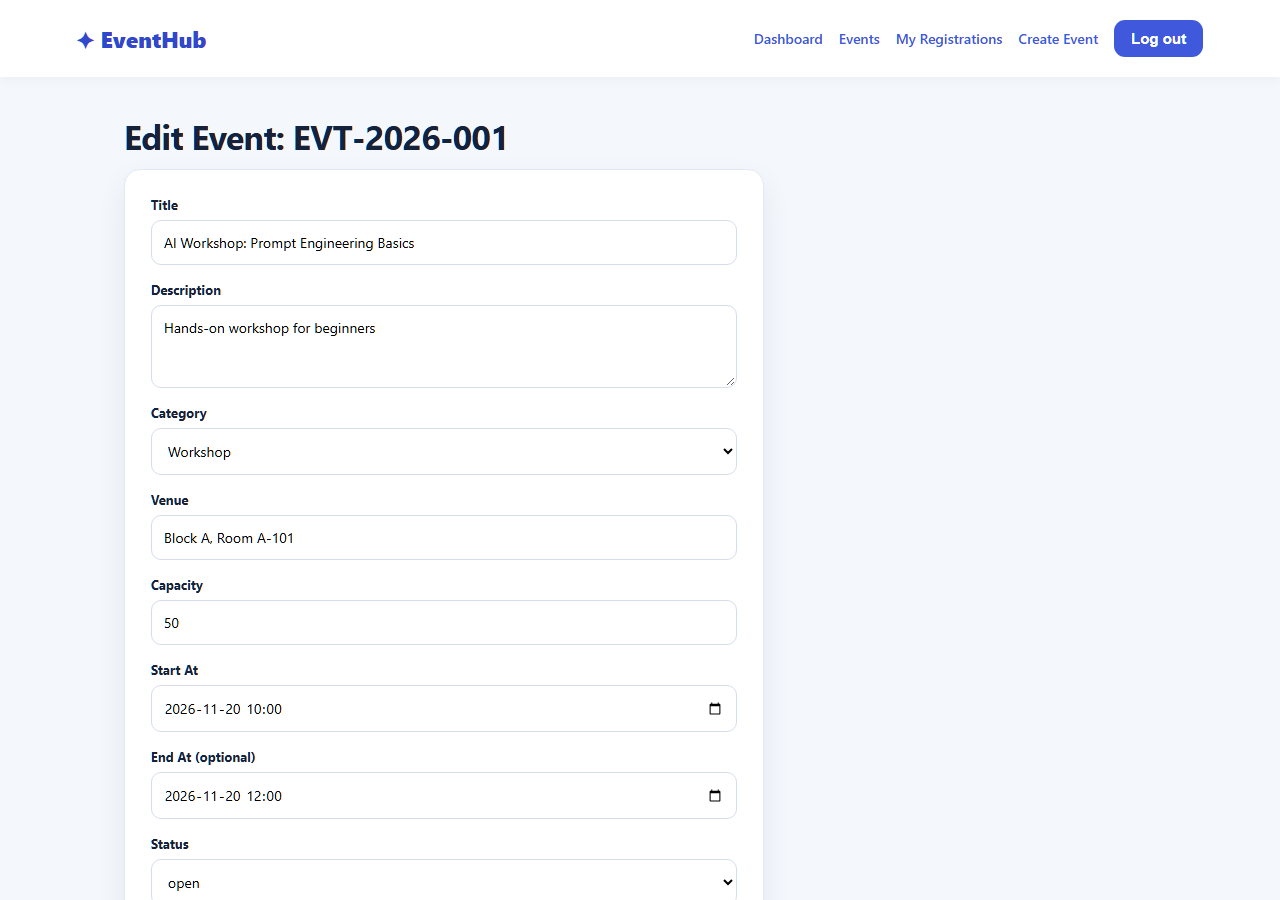 ✦ EventHub
Dashboard Events My Registrations Create Event Log out
Edit Event: EVT-2026-001
Title
AI Workshop: Prompt Engineering Basics
Description
Hands-on workshop for beginners
Category
Workshop
Venue
Block A, Room A-101
Capacity
50
Start At
2026-11-20 10:00
End At (optional)
2026-11-20 12:00
Status
open